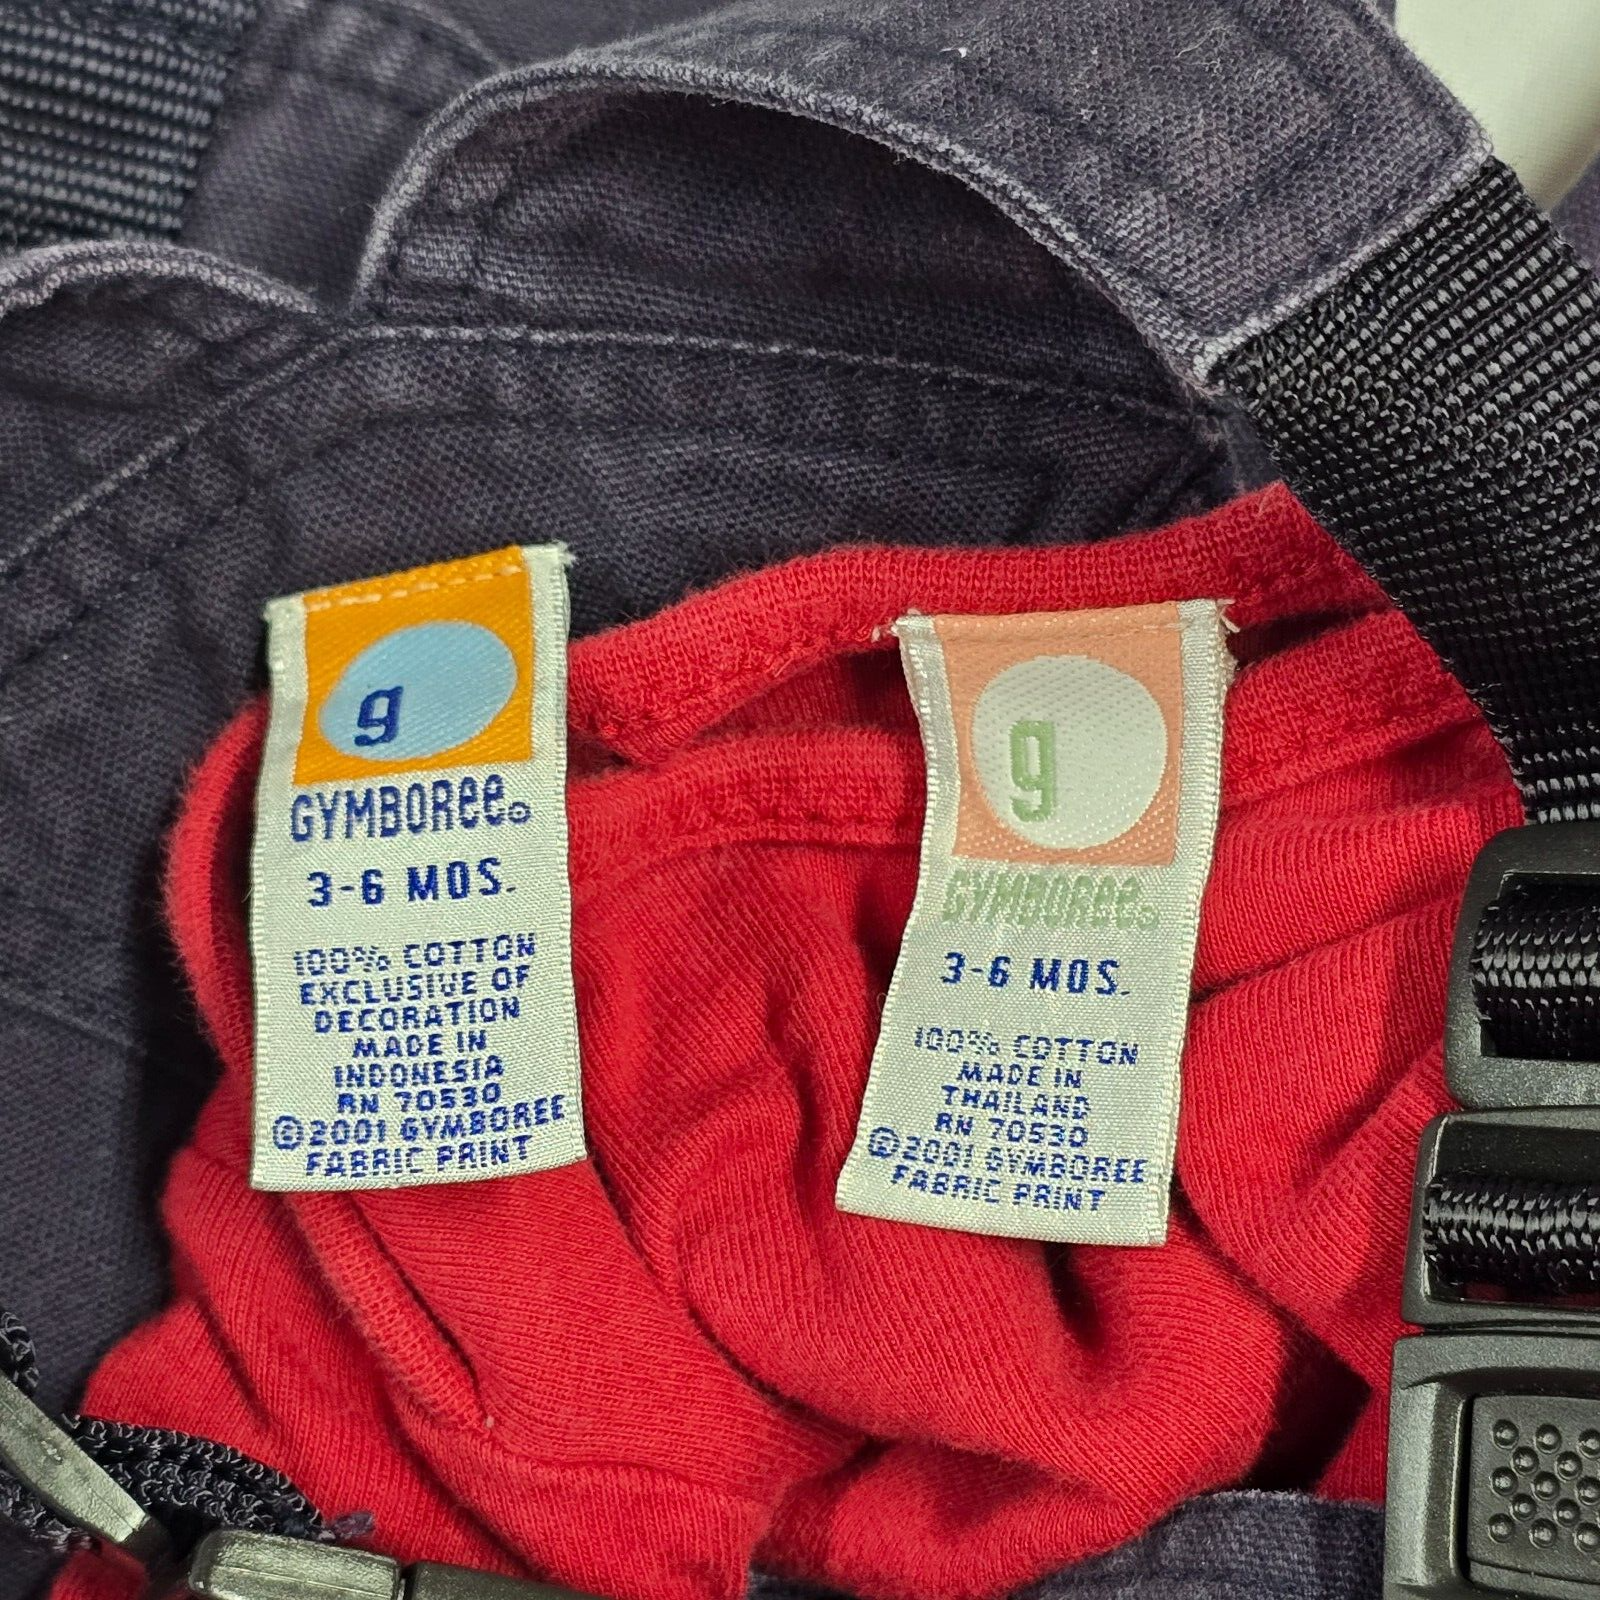 g
GYMBOREE®
3-6 MOS.
100% COTTON
EXCLUSIVE OF
DECORATION
MADE IN
INDONESIA
RN 70530
©2001 GYMBOREE
FABRIC PRINT
g
GYMBOREE®
3-6 MOS.
100% COTTON
MADE IN
THAILAND
RN 70530
©2001 GYMBOREE
FABRIC PRINT